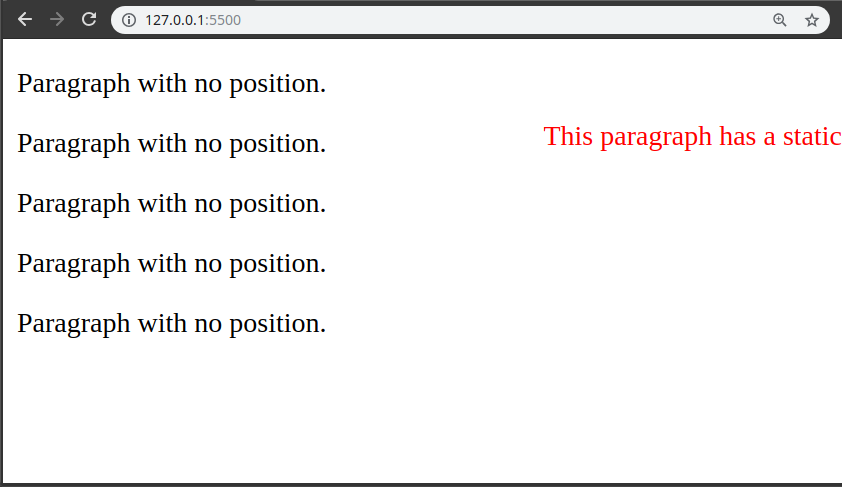 127.0.0.1:5500
Paragraph with no position.
This paragraph has a static
Paragraph with no position.
Paragraph with no position.
Paragraph with no position.
Paragraph with no position.